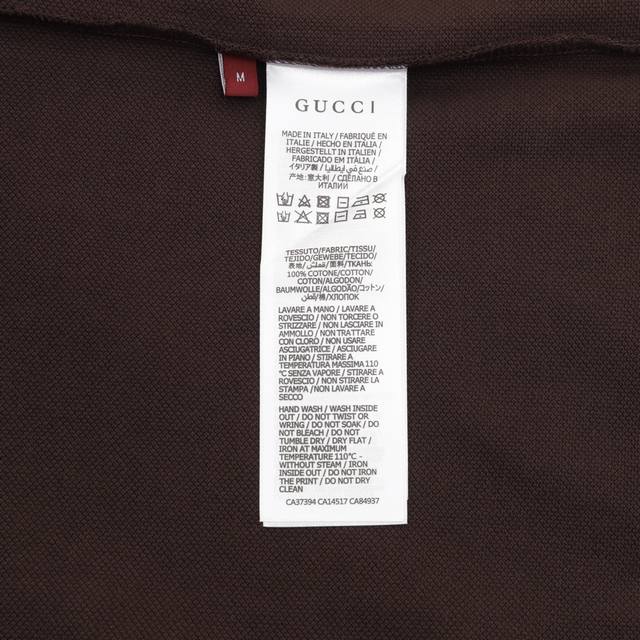 M
GUCCI
MADE IN ITALY / FABRIQUÉ EN
ITALIE / HECHO EN ITALIA /
HERGESTELLT IN ITALIEN /
FABRICADO EM ITÁLIA /
イタリア製 / صنع في إيطاليا /
产地: 意大利 / СДЕЛАНО В
ИТАЛИИ
TESSUTO/FABRIC/TISSU/
TEJIDO/GEWEBE/TECIDO/
表地/قماش/面料/ТКАНЬ:
100% COTONE/COTTON/
COTON/ALGODON/
BAUMWOLLE/ALGODÃO/コットン/
قطن/棉/ХЛОПОК
LAVARE A MANO / LAVARE A
ROVESCIO / NON TORCERE O
STRIZZARE / NON LASCIARE IN
AMMOLLO / NON TRATTARE
CON CLORO / NON USARE
ASCIUGATRICE / ASCIUGARE
IN PIANO / STIRARE A
TEMPERATURA MASSIMA 110
°C SENZA VAPORE / STIRARE A
ROVESCIO / NON STIRARE LA
STAMPA / NON LAVARE A
SECCO
HAND WASH / WASH INSIDE
OUT / DO NOT TWIST OR
WRING / DO NOT SOAK / DO
NOT BLEACH / DO NOT
TUMBLE DRY / DRY FLAT /
IRON AT MAXIMUM
TEMPERATURE 110°C -
WITHOUT STEAM / IRON
INSIDE OUT / DO NOT IRON
THE PRINT / DO NOT DRY
CLEAN
CA37394 CA14517 CA84937